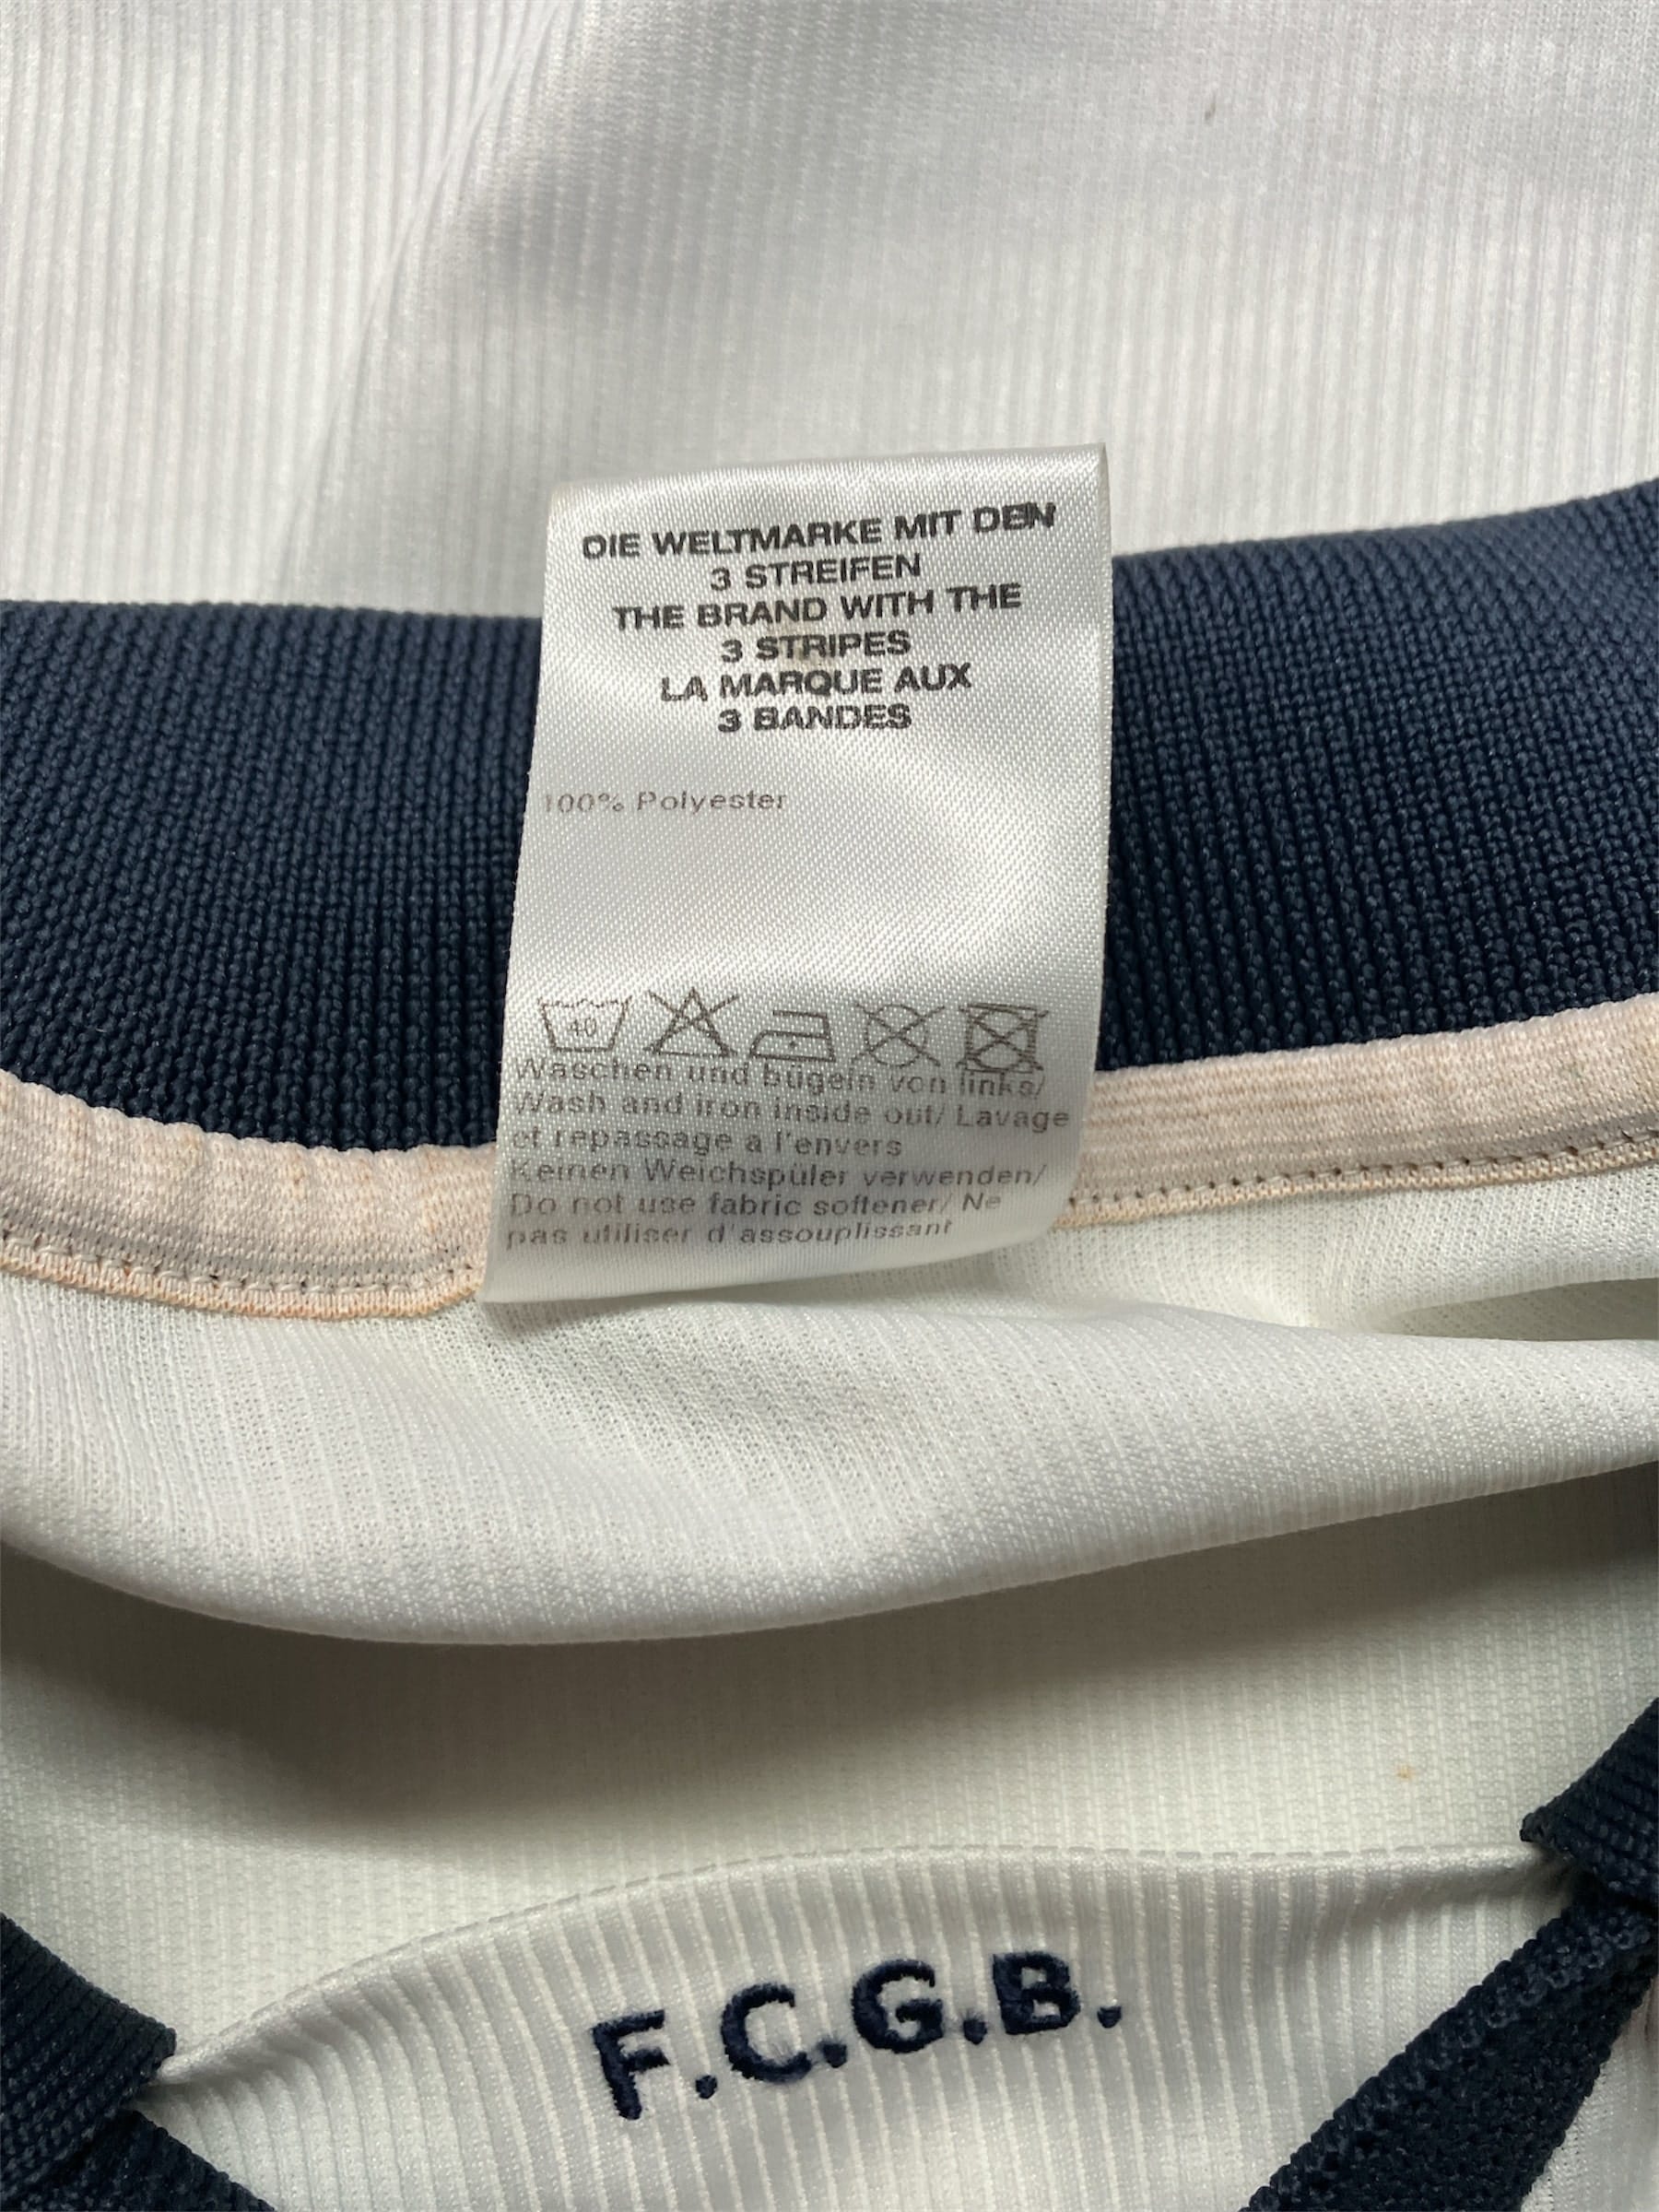 DIE WELTMARKE MIT DEN
3 STREIFEN
THE BRAND WITH THE
3 STRIPES
LA MARQUE AUX
3 BANDES
100% Polyester
40
Waschen und bügeln von links/
Wash and iron inside out/ Lavage
et repassage a l'envers
Keinen Weichspüler verwenden/
Do not use fabric softener/ Ne
pas utiliser d'assouplissant
F.C.G.B.